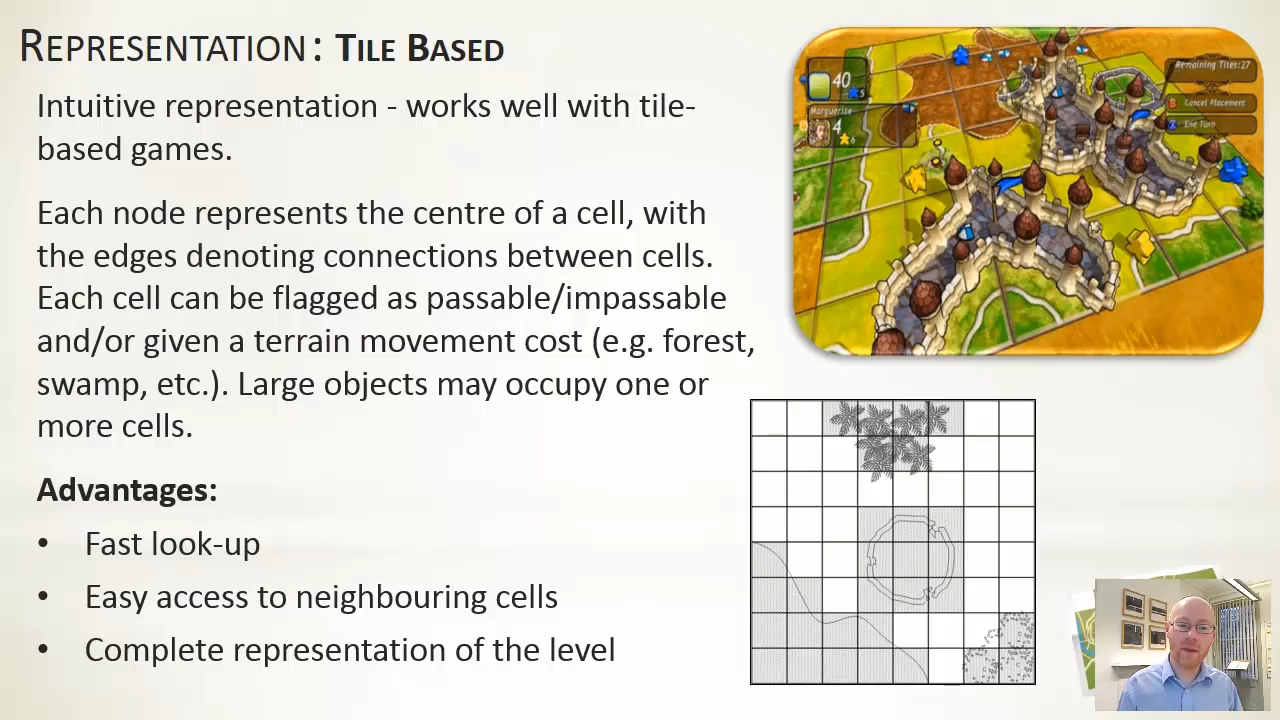 REPRESENTATION: TILE BASED
Intuitive representation - works well with tile-
based games.
Each node represents the centre of a cell, with
the edges denoting connections between cells.
Each cell can be flagged as passable/impassable
and/or given a terrain movement cost (e.g. forest,
swamp, etc.). Large objects may occupy one or
more cells.
Advantages:
• Fast look-up
• Easy access to neighbouring cells
• Complete representation of the level
40
5
Marguerite
4
6
Remaining Tiles:27
B Cancel Placement
X End Turn